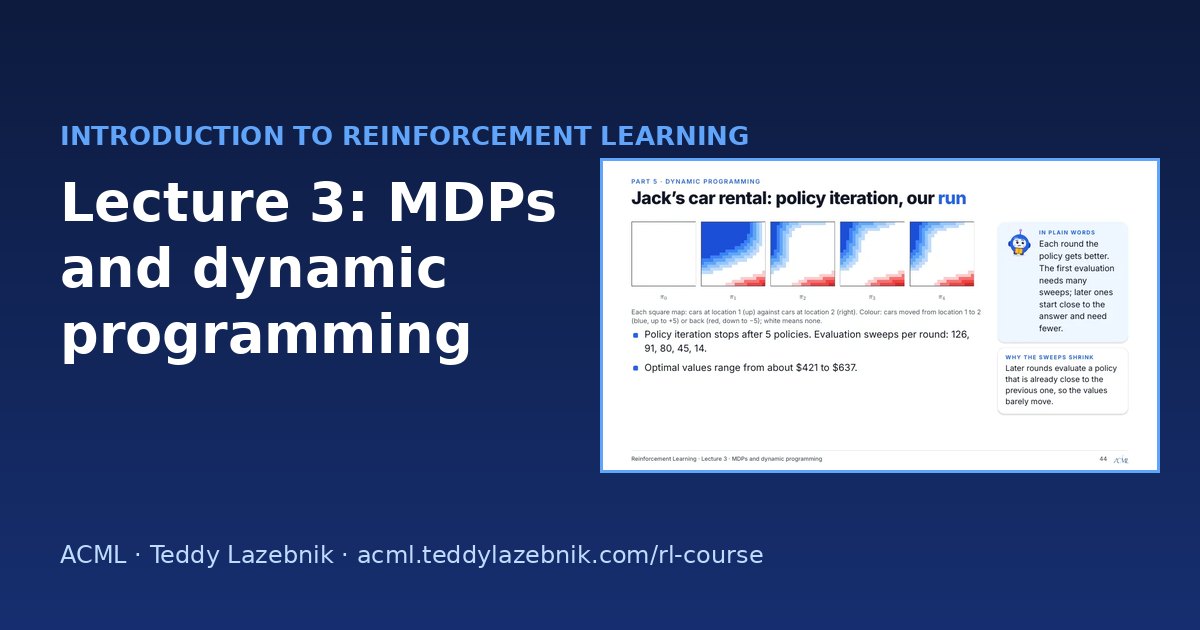 INTRODUCTION TO REINFORCEMENT LEARNING
Lecture 3: MDPs
and dynamic
programming
PART 5 · DYNAMIC PROGRAMMING
Jack’s car rental: policy iteration, our run
π0
π1
π2
π3
π4
Each square map: cars at location 1 (up) against cars at location 2 (right). Colour: cars moved from location 1 to 2
(blue, up to +5) or back (red, down to −5); white means none.
Policy iteration stops after 5 policies. Evaluation sweeps per round: 126,
91, 80, 45, 14.
Optimal values range from about $421 to $637.
IN PLAIN WORDS
Each round the
policy gets better.
The first evaluation
needs many
sweeps; later ones
start close to the
answer and need
fewer.
WHY THE SWEEPS SHRINK
Later rounds evaluate a policy
that is already close to the
previous one, so the values
barely move.
Reinforcement Learning · Lecture 3 · MDPs and dynamic programming
44
ACML
ACML · Teddy Lazebnik · acml.teddylazebnik.com/rl-course